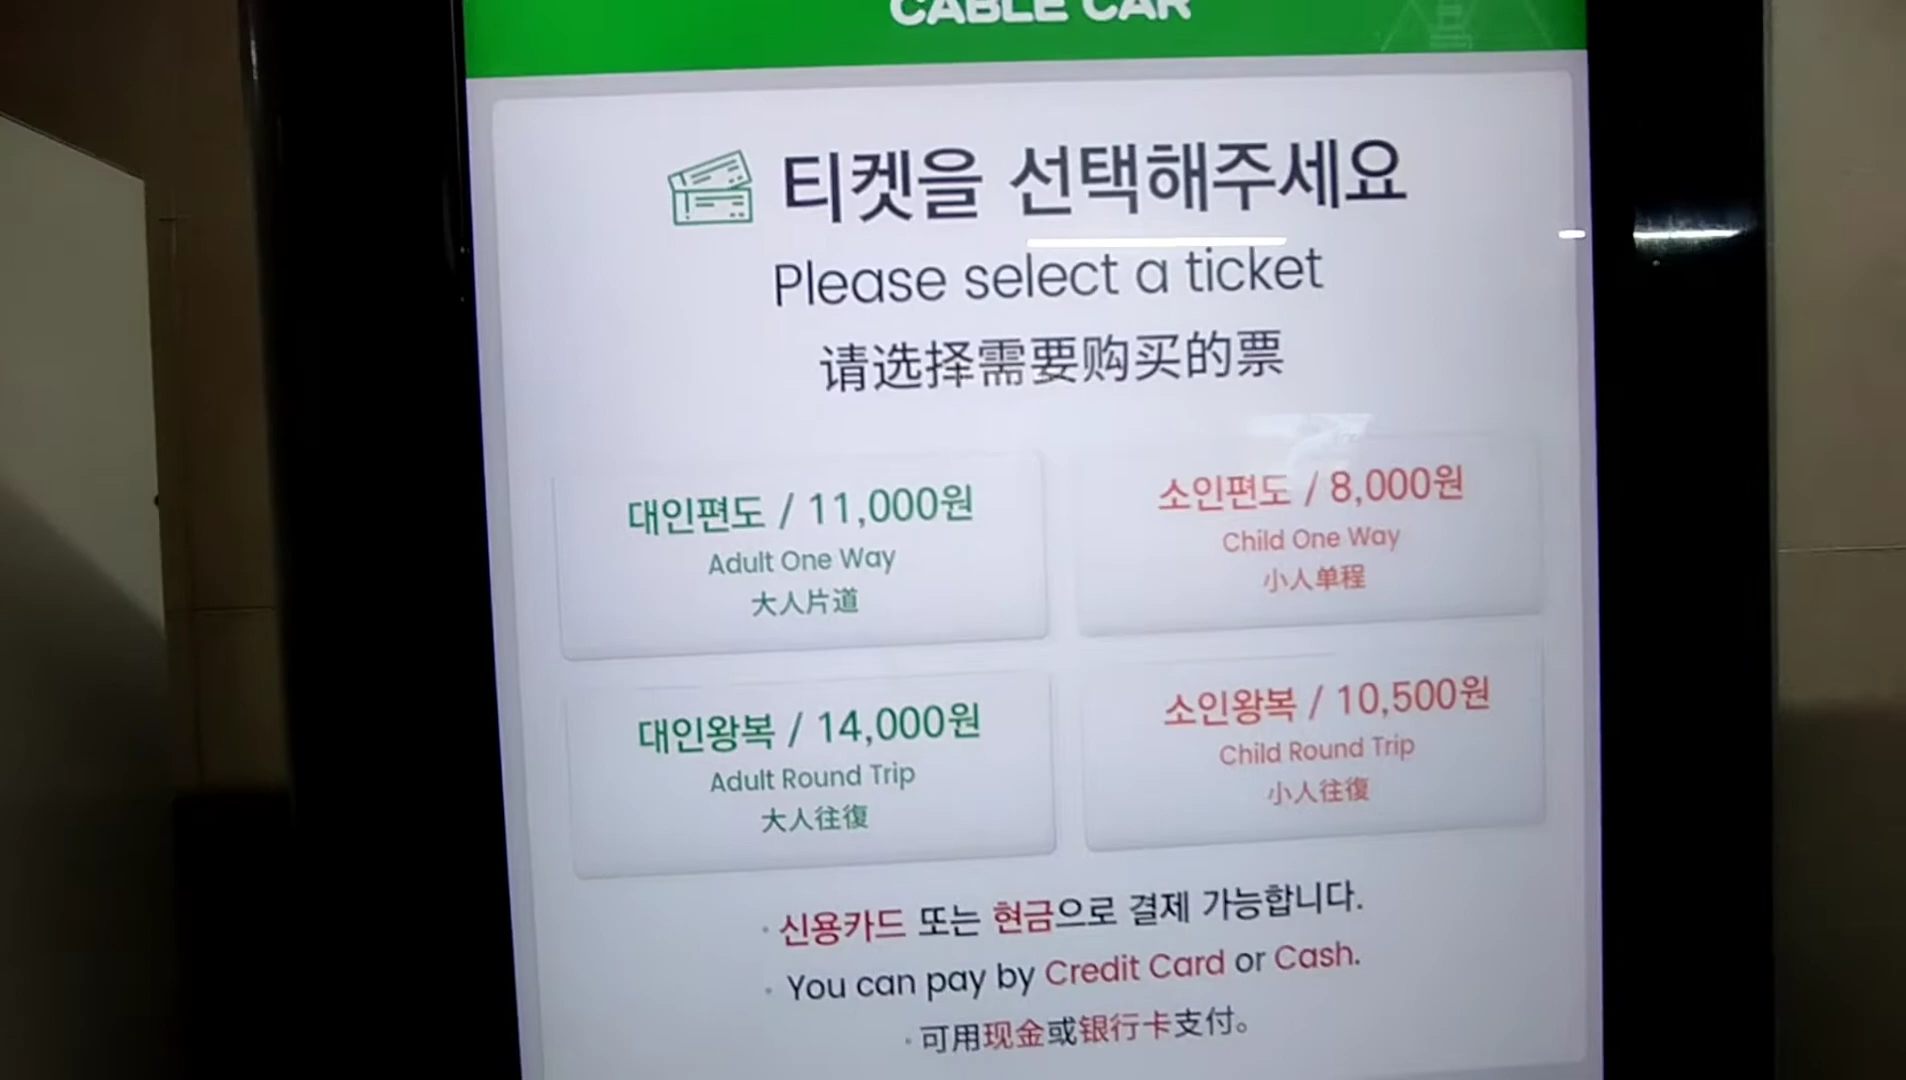 CABLE CAR
티켓을 선택해주세요
Please select a ticket
请选择需要购买的票
대인편도 / 11,000원
Adult One Way
大人片道
소인편도 / 8,000원
Child One Way
小人单程
대인왕복 / 14,000원
Adult Round Trip
大人往復
소인왕복 / 10,500원
Child Round Trip
小人往復
· 신용카드 또는 현금으로 결제 가능합니다.
· You can pay by Credit Card or Cash.
· 可用现金或银行卡支付。